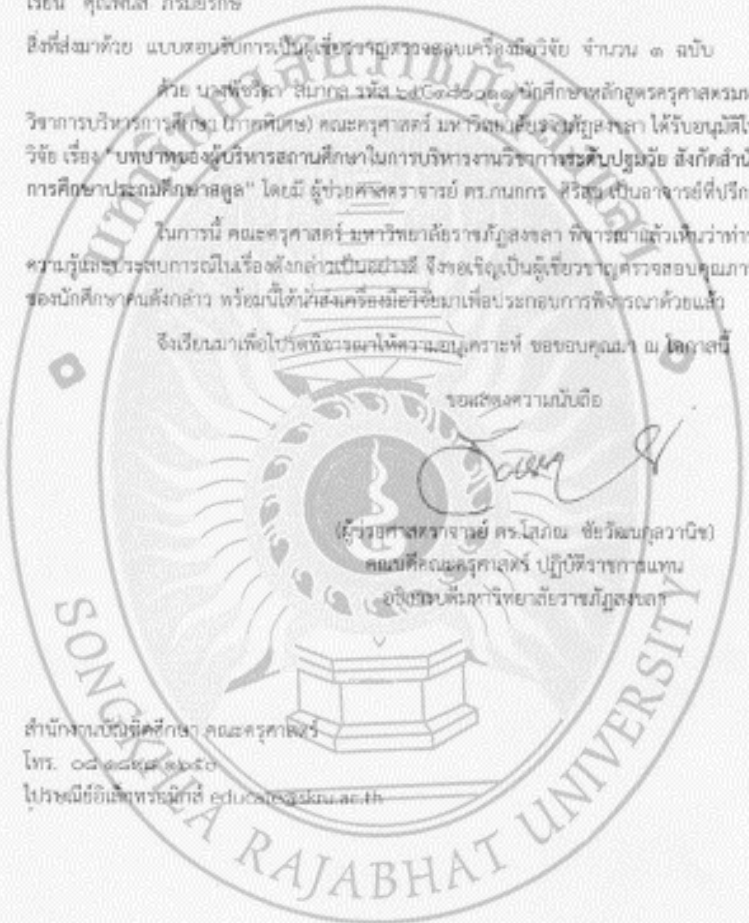 เรียน คุณพนัส
สิ่งที่ส่งมาด้วย แบบตอบรับการเป็นผู้เชี่ยวชาญตรวจสอบเครื่องมือวิจัย จำนวน ๑ ฉบับ
ด้วย นางพัชริดา สมากล รหัส นักศึกษาหลักสูตรครุศาสตรมห
วิชาการบริหารการศึกษา (ภาคพิเศษ) คณะครุศาสตร์ มหาวิทยาลัยราชภัฏสงขลา ได้รับอนุมัติใ
วิจัย เรื่อง "บทบาทของผู้บริหารสถานศึกษาในการบริหารงานวิชาการระดับปฐมวัย สังกัดสำนั
การศึกษาประถมศึกษาสตูล" โดยมี ผู้ช่วยศาสตราจารย์ ดร.กนกกร ศิริสุข เป็นอาจารย์ที่ปรึก
ในการนี้ คณะครุศาสตร์ มหาวิทยาลัยราชภัฏสงขลา พิจารณาแล้วเห็นว่าท่า
ความรู้และประสบการณ์ในเรื่องดังกล่าวเป็นอย่างดี จึงขอเชิญเป็นผู้เชี่ยวชาญตรวจสอบคุณภา
ของนักศึกษาคนดังกล่าว พร้อมนี้ได้นำส่งเครื่องมือวิจัยมาเพื่อประกอบการพิจารณาด้วยแล้ว
จึงเรียนมาเพื่อโปรดพิจารณาให้ความอนุเคราะห์ ขอขอบคุณมา ณ โอกาสนี้
ขอแสดงความนับถือ
(ผู้ช่วยศาสตราจารย์ ดร.โสภณ ชัยวัฒนกุลวานิช)
คณบดีคณะครุศาสตร์ ปฏิบัติราชการแทน
อธิการบดีมหาวิทยาลัยราชภัฏสงขลา
สำนักงานบัณฑิตศึกษา คณะครุศาสตร์
โทร.
ไปรษณีย์อิเล็กทรอนิกส์ educate@skru.ac.th
มหาวิทยาลัยราชภัฏสงขลา
SONGKHLA RAJABHAT UNIVERSITY